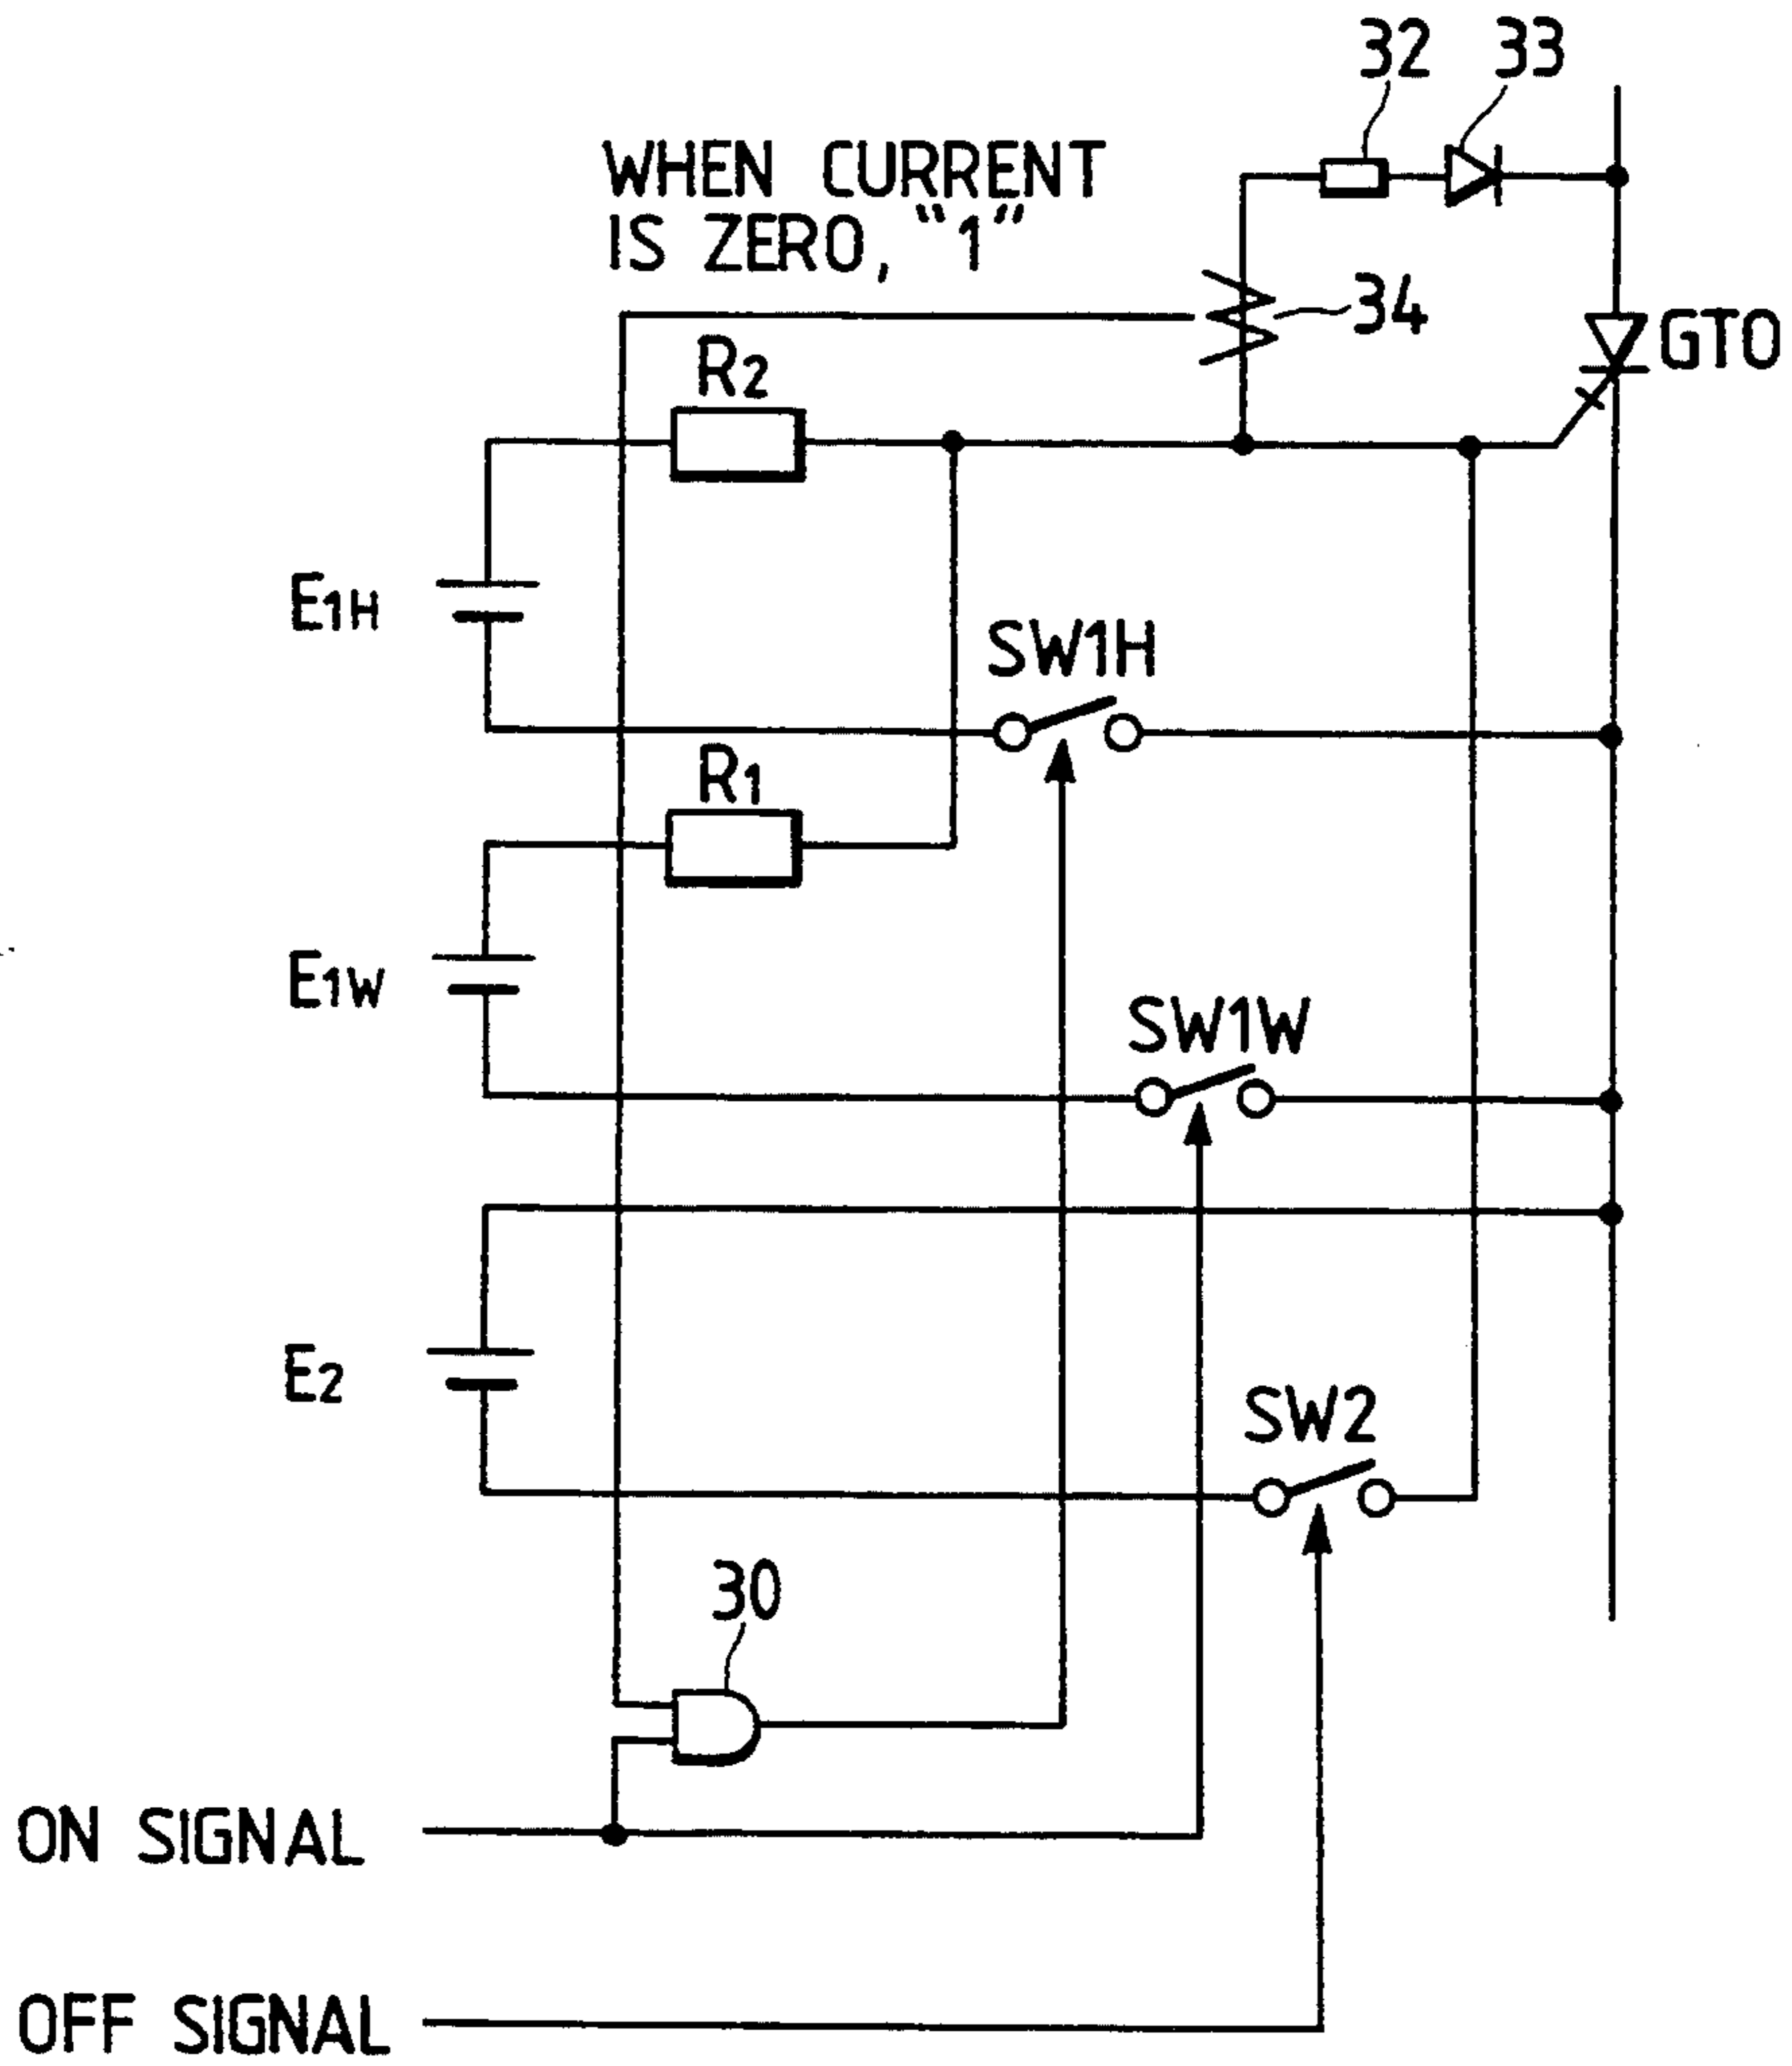 32 33
WHEN CURRENT
IS ZERO, "1"
34
GTO
R2
E1H
SW1H
R1
E1W
SW1W
E2
SW2
30
ON SIGNAL
OFF SIGNAL